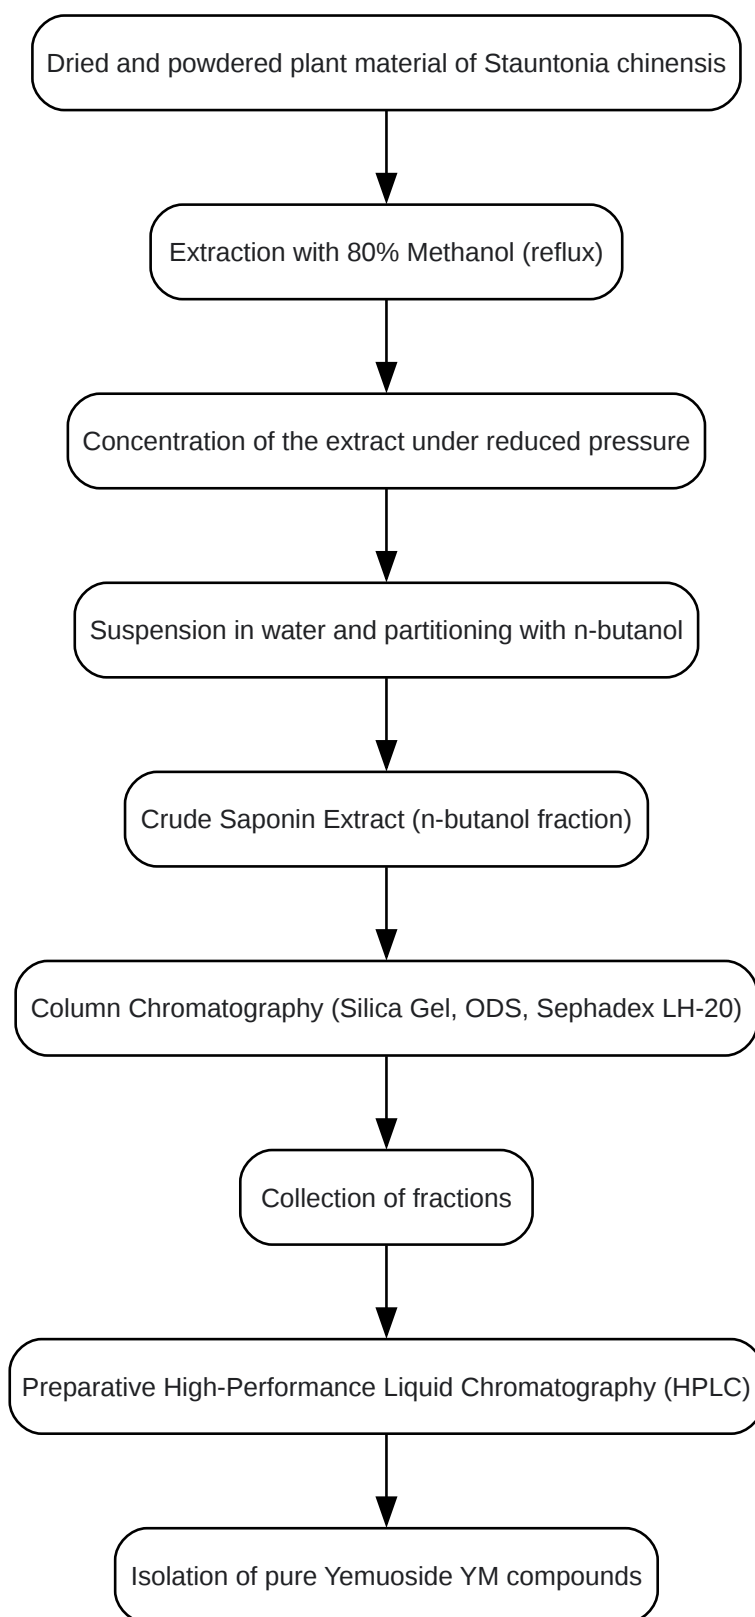 Dried and powdered plant material of Stauntonia chinensis
Extraction with 80% Methanol (reflux)
Concentration of the extract under reduced pressure
Suspension in water and partitioning with n-butanol
Crude Saponin Extract (n-butanol fraction)
Column Chromatography (Silica Gel, ODS, Sephadex LH-20)
Collection of fractions
Preparative High-Performance Liquid Chromatography (HPLC)
Isolation of pure Yemuoside YM compounds